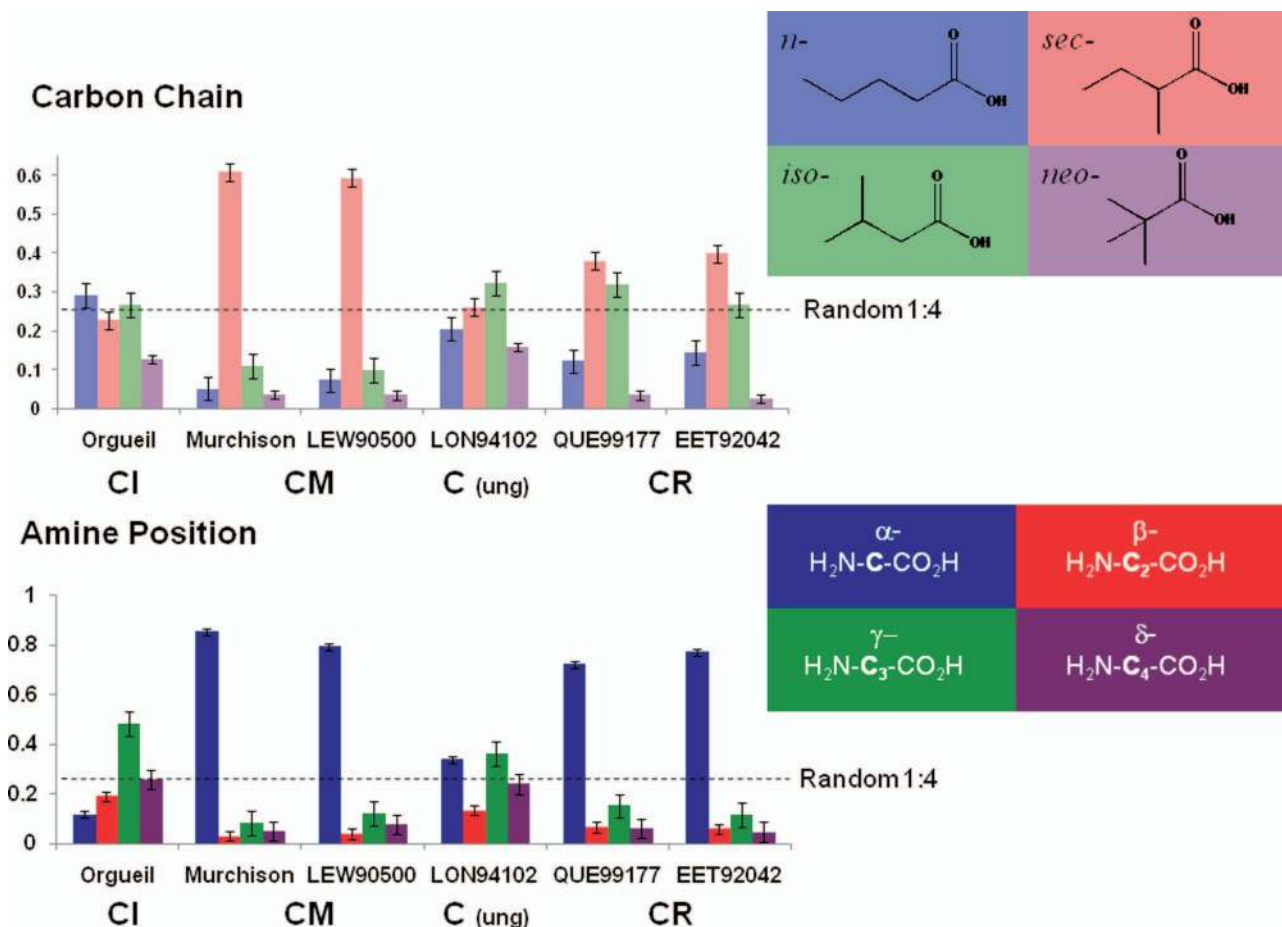 Carbon Chain
n-
O
OH
sec-
O
OH
iso-
O
OH
neo-
O
OH
0.6
0.5
0.4
0.3
0.2
0.1
0
Random 1:4
Orgueil Murchison LEW90500 LON94102 QUE99177 EET92042
CI CM C (ung) CR
Amine Position
α-
H₂N-C-CO₂H
β-
H₂N-C₂-CO₂H
γ–
H₂N-C₃-CO₂H
δ-
H₂N-C₄-CO₂H
1
0.8
0.6
0.4
0.2
0
Random 1:4
Orgueil Murchison LEW90500 LON94102 QUE99177 EET92042
CI CM C (ung) CR